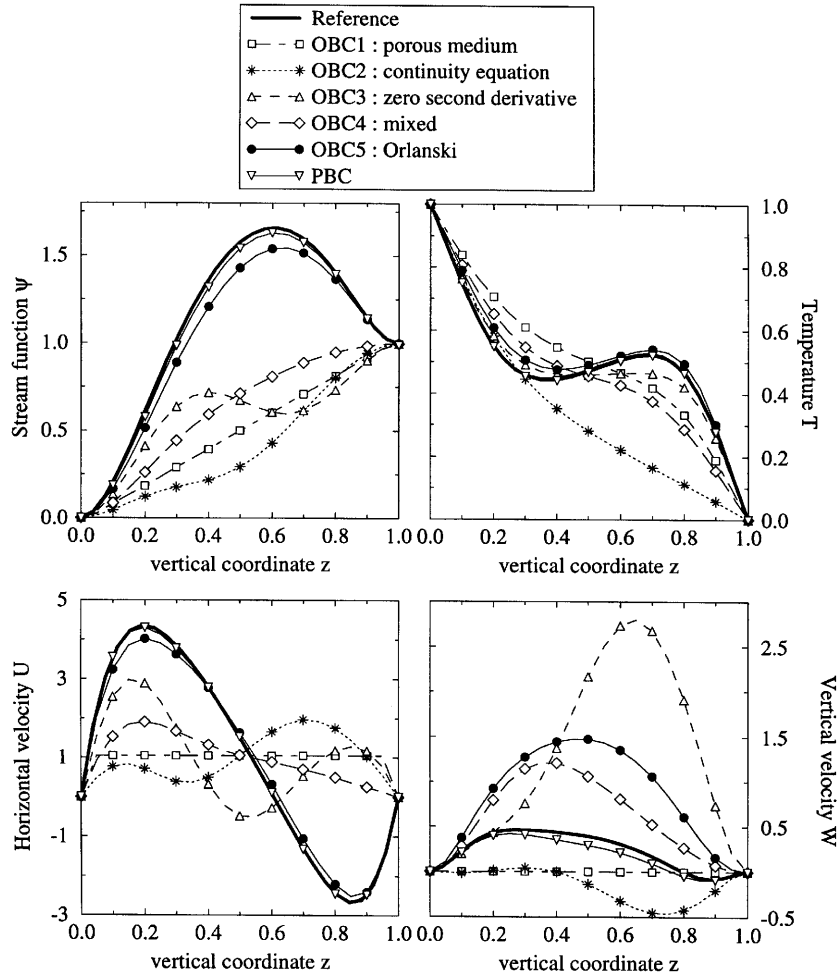 Reference
OBC1 : porous medium
OBC2 : continuity equation
OBC3 : zero second derivative
OBC4 : mixed
OBC5 : Orlanski
PBC
Stream function ψ
1.5
1.0
0.5
0.0
0.0 0.2 0.4 0.6 0.8 1.0
vertical coordinate z
Temperature T
1.0
0.8
0.6
0.4
0.2
0.0
0.0 0.2 0.4 0.6 0.8 1.0
vertical coordinate z
Horizontal velocity U
5
3
1
-1
-3
0.0 0.2 0.4 0.6 0.8 1.0
vertical coordinate z
Vertical velocity W
2.5
1.5
0.5
-0.5
0.0 0.2 0.4 0.6 0.8 1.0
vertical coordinate z